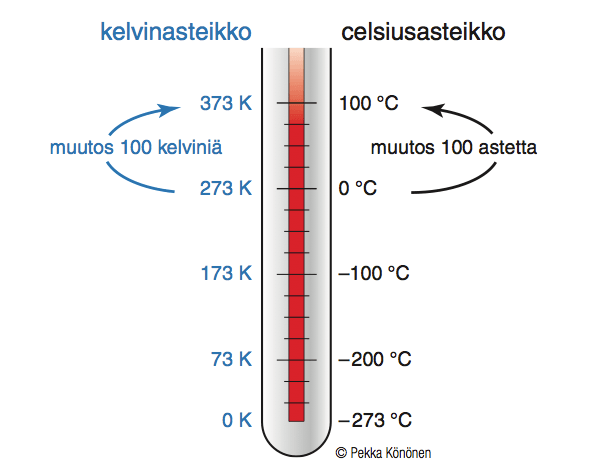 kelvinasteikko
celsiusasteikko
373 K
100 °C
muutos 100 kelviniä
muutos 100 astetta
273 K
0 °C
173 K
–100 °C
73 K
–200 °C
0 K
–273 °C
© Pekka Könönen